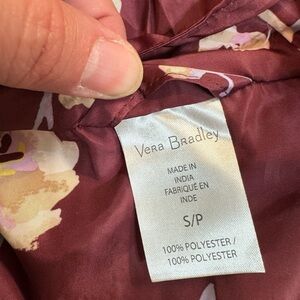 Vera Bradley
MADE IN
INDIA
FABRIQUÉ EN
INDE
S/P
100% POLYESTER /
100% POLYESTER